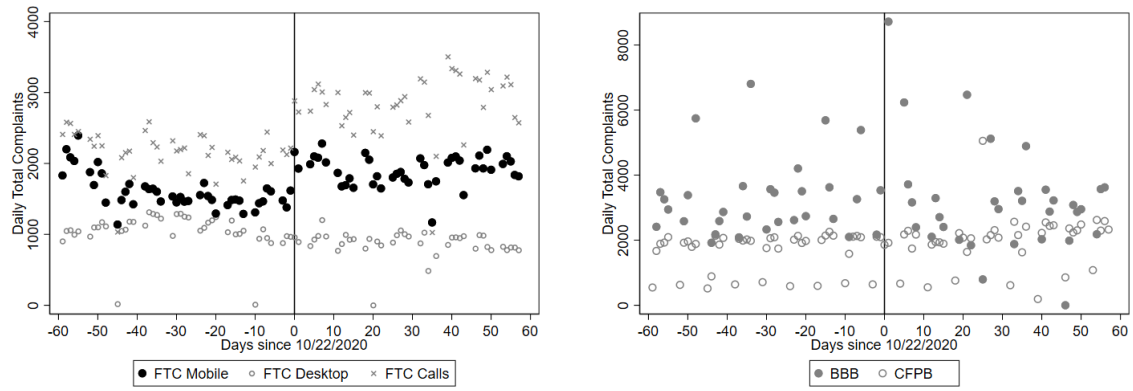 Daily Total Complaints
4000
3000
2000
1000
0
-60 -50 -40 -30 -20 -10 0 10 20 30 40 50 60
Days since 10/22/2020
FTC Mobile FTC Desktop FTC Calls
Daily Total Complaints
8000
6000
4000
2000
0
-60 -50 -40 -30 -20 -10 0 10 20 30 40 50 60
Days since 10/22/2020
BBB CFPB